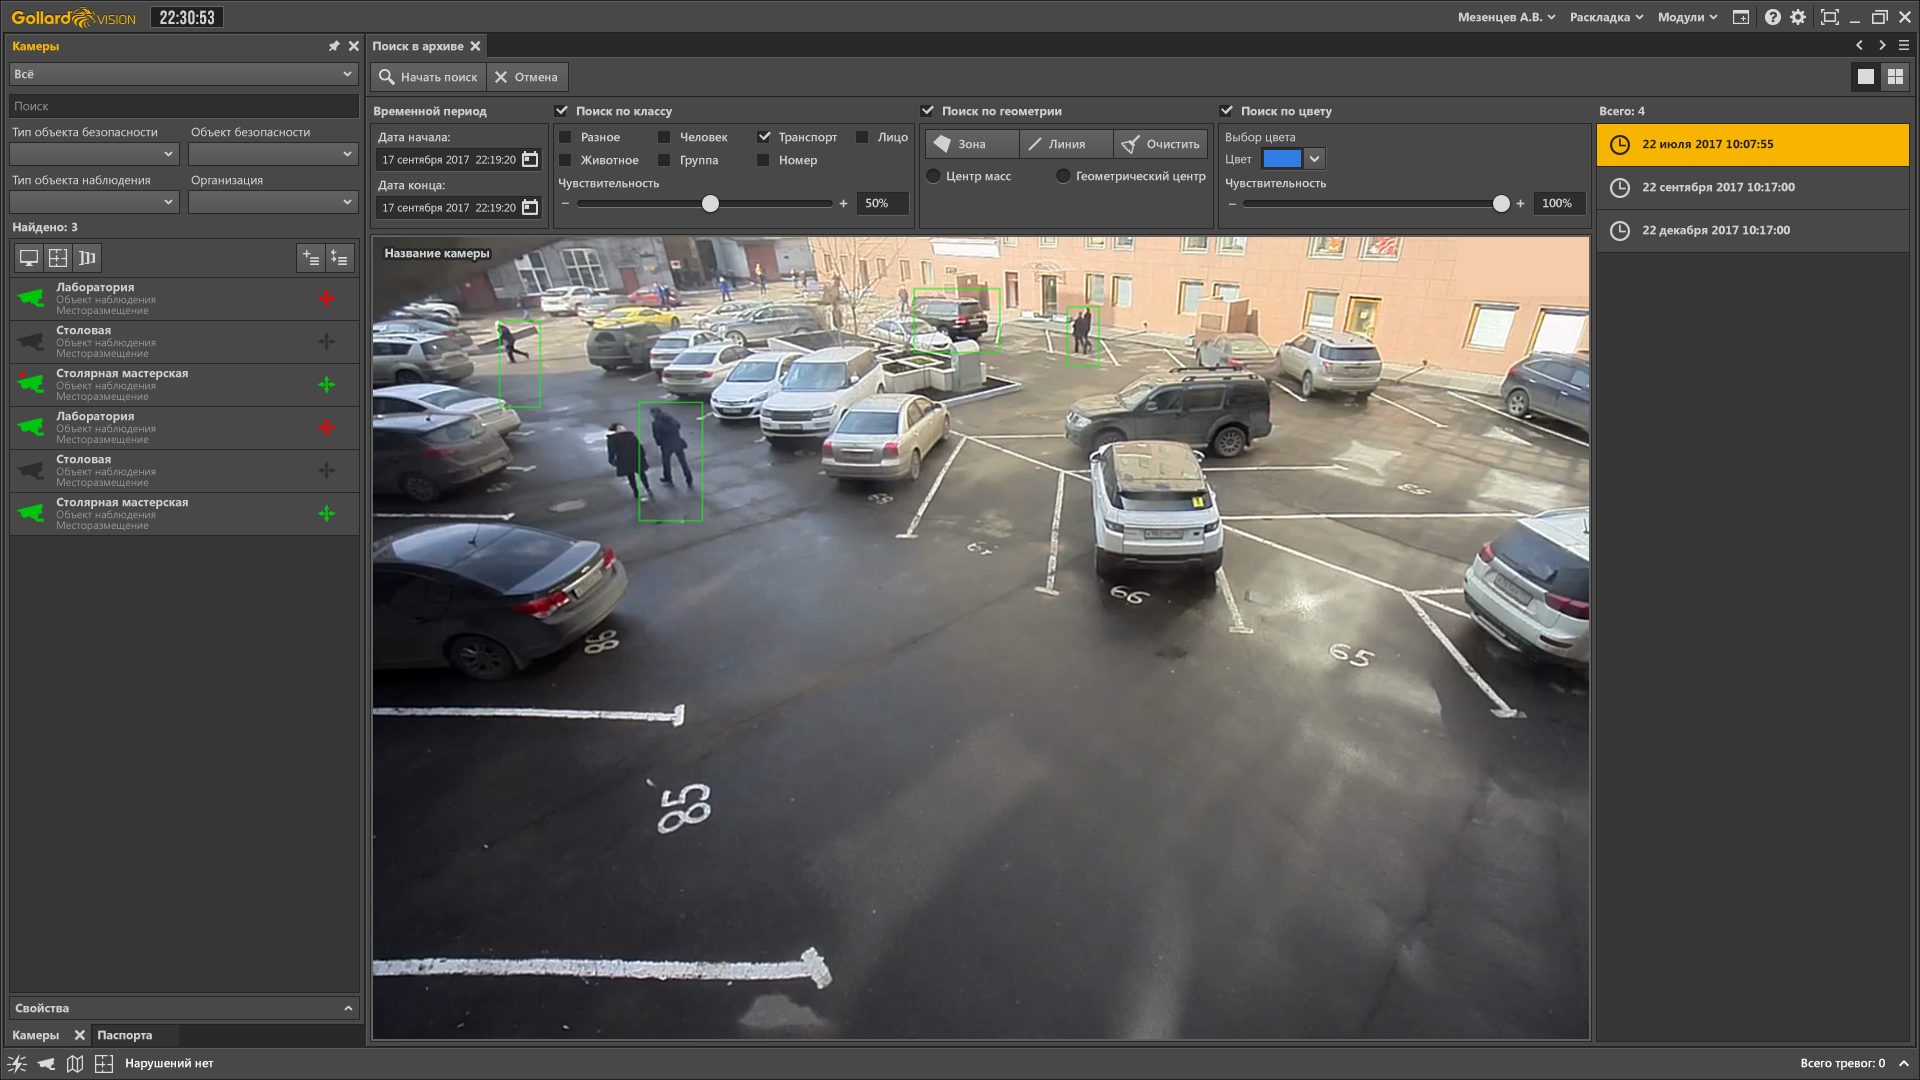 Gollard VISION 22:30:53 Мезенцев А.В. Раскладка Модули
Камеры
Всё
Поиск
Тип объекта безопасности Объект безопасности
Тип объекта наблюдения Организация
Найдено: 3
Лаборатория
Объект наблюдения
Месторазмещение
Столовая
Объект наблюдения
Месторазмещение
Столярная мастерская
Объект наблюдения
Месторазмещение
Лаборатория
Объект наблюдения
Месторазмещение
Столовая
Объект наблюдения
Месторазмещение
Столярная мастерская
Объект наблюдения
Месторазмещение
Свойства
Камеры Паспорта
Поиск в архиве
Начать поиск Отмена
Временной период
Дата начала:
17 сентября 2017 22:19:20
Дата конца:
17 сентября 2017 22:19:20
Поиск по классу
Разное Человек Транспорт Лицо
Животное Группа Номер
Чувствительность
50%
Поиск по геометрии
Зона Линия Очистить
Центр масс Геометрический центр
Поиск по цвету
Выбор цвета
Цвет
Чувствительность
100%
Название камеры
66
65
86
85
Всего: 4
22 июля 2017 10:07:55
22 сентября 2017 10:17:00
22 декабря 2017 10:17:00
Нарушений нет Всего тревог: 0